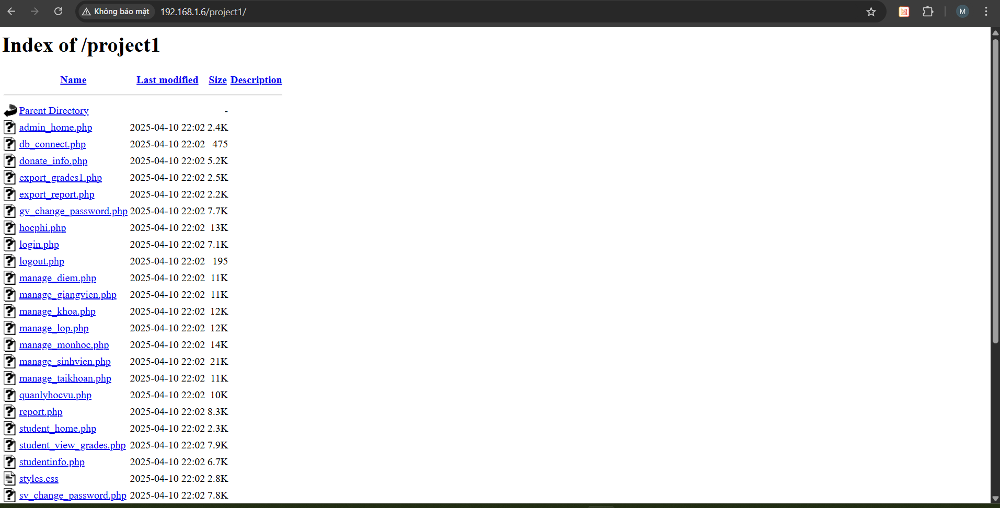 Không bảo mật 192.168.1.6/project1/ M
Index of /project1
Name Last modified Size Description
Parent Directory -
admin_home.php 2025-04-10 22:02 2.4K
db_connect.php 2025-04-10 22:02 475
donate_info.php 2025-04-10 22:02 5.2K
export_grades1.php 2025-04-10 22:02 2.5K
export_report.php 2025-04-10 22:02 2.2K
gv_change_password.php 2025-04-10 22:02 7.7K
hocphi.php 2025-04-10 22:02 13K
login.php 2025-04-10 22:02 7.1K
logout.php 2025-04-10 22:02 195
manage_diem.php 2025-04-10 22:02 11K
manage_giangvien.php 2025-04-10 22:02 11K
manage_khoa.php 2025-04-10 22:02 12K
manage_lop.php 2025-04-10 22:02 12K
manage_monhoc.php 2025-04-10 22:02 14K
manage_sinhvien.php 2025-04-10 22:02 21K
manage_taikhoan.php 2025-04-10 22:02 11K
quanlyhocvu.php 2025-04-10 22:02 10K
report.php 2025-04-10 22:02 8.3K
student_home.php 2025-04-10 22:02 2.3K
student_view_grades.php 2025-04-10 22:02 7.9K
studentinfo.php 2025-04-10 22:02 6.7K
styles.css 2025-04-10 22:02 2.8K
sv_change_password.php 2025-04-10 22:02 7.8K